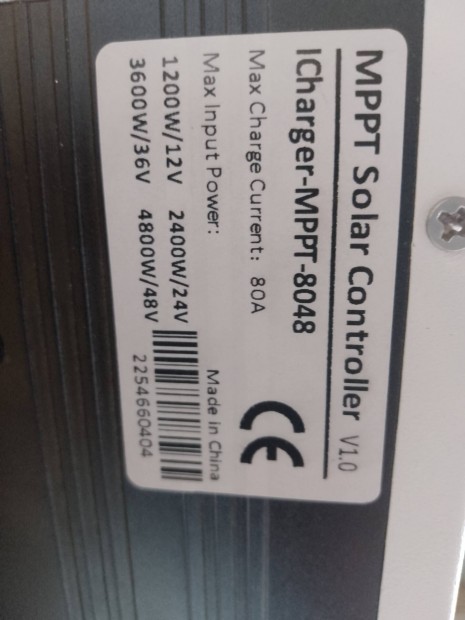 MPPT Solar Controller V1.0
ICharger-MPPT-8048
Max Charge Current: 80A
CE
Max Input Power:
Made in China
1200W/12V 2400W/24V
3600W/36V 4800W/48V
2254660404